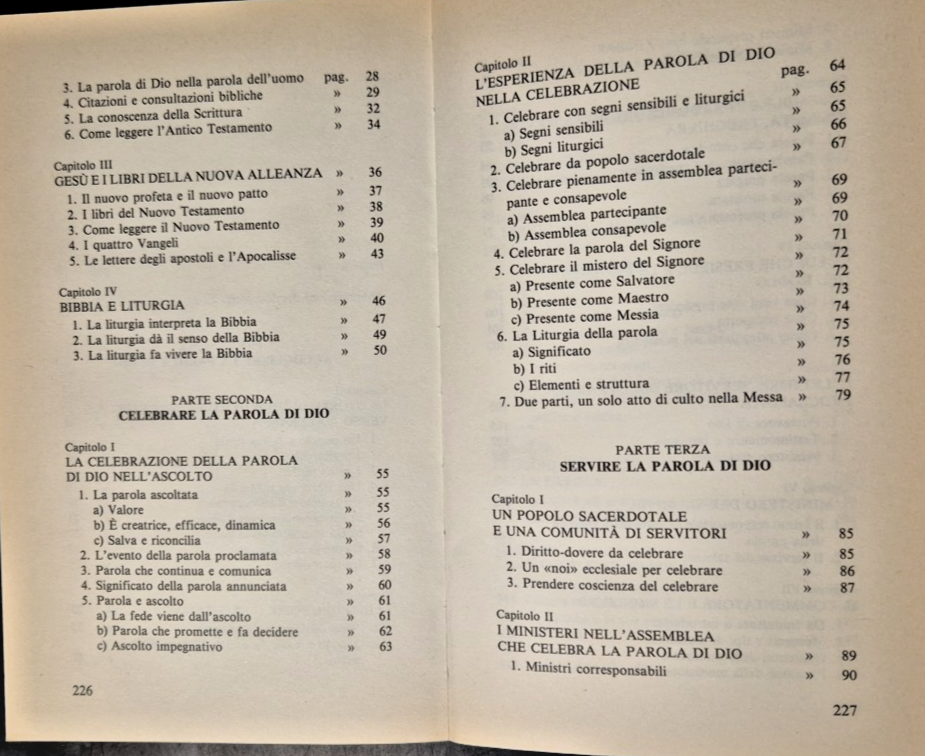 3. La parola di Dio nella parola dell'uomo pag. 28
4. Citazioni e consultazioni bibliche » 29
5. La conoscenza della Scrittura » 32
6. Come leggere l'Antico Testamento » 34
Capitolo III
GESÙ E I LIBRI DELLA NUOVA ALLEANZA » 36
1. Il nuovo profeta e il nuovo patto » 37
2. I libri del Nuovo Testamento » 38
3. Come leggere il Nuovo Testamento » 39
4. I quattro Vangeli » 40
5. Le lettere degli apostoli e l'Apocalisse » 43
Capitolo IV
BIBBIA E LITURGIA » 46
1. La liturgia interpreta la Bibbia » 47
2. La liturgia dà il senso della Bibbia » 49
3. La liturgia fa vivere la Bibbia » 50
PARTE SECONDA
CELEBRARE LA PAROLA DI DIO
Capitolo I
LA CELEBRAZIONE DELLA PAROLA
DI DIO NELL'ASCOLTO » 55
1. La parola ascoltata » 55
a) Valore » 55
b) È creatrice, efficace, dinamica » 56
c) Salva e riconcilia » 57
2. L'evento della parola proclamata » 58
3. Parola che continua e comunica » 59
4. Significato della parola annunciata » 60
5. Parola e ascolto » 61
a) La fede viene dall'ascolto » 61
b) Parola che promette e fa decidere » 62
c) Ascolto impegnativo » 63
226
Capitolo II
L'ESPERIENZA DELLA PAROLA DI DIO
NELLA CELEBRAZIONE pag. 64
1. Celebrare con segni sensibili e liturgici » 65
a) Segni sensibili » 65
b) Segni liturgici » 66
2. Celebrare da popolo sacerdotale » 67
3. Celebrare pienamente in assemblea parteci-
pante e consapevole » 69
a) Assemblea partecipante » 69
b) Assemblea consapevole » 70
4. Celebrare la parola del Signore » 71
5. Celebrare il mistero del Signore » 72
a) Presente come Salvatore » 72
b) Presente come Maestro » 73
c) Presente come Messia » 74
6. La Liturgia della parola » 75
a) Significato » 75
b) I riti » 76
c) Elementi e struttura » 77
7. Due parti, un solo atto di culto nella Messa » 79
PARTE TERZA
SERVIRE LA PAROLA DI DIO
Capitolo I
UN POPOLO SACERDOTALE
E UNA COMUNITÀ DI SERVITORI » 85
1. Diritto-dovere da celebrare » 85
2. Un «noi» ecclesiale per celebrare » 86
3. Prendere coscienza del celebrare » 87
Capitolo II
I MINISTERI NELL'ASSEMBLEA
CHE CELEBRA LA PAROLA DI DIO » 89
1. Ministri corresponsabili » 90
227